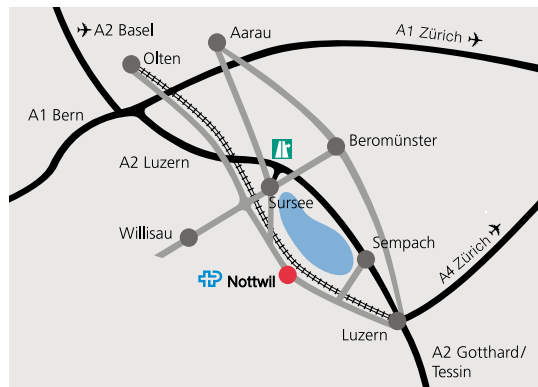 A2 Basel
Aarau
A1 Zürich
Olten
A1 Bern
A2 Luzern
Beromünster
Sursee
Willisau
Sempach
A4 Zürich
Nottwil
Luzern
A2 Gotthard/
Tessin